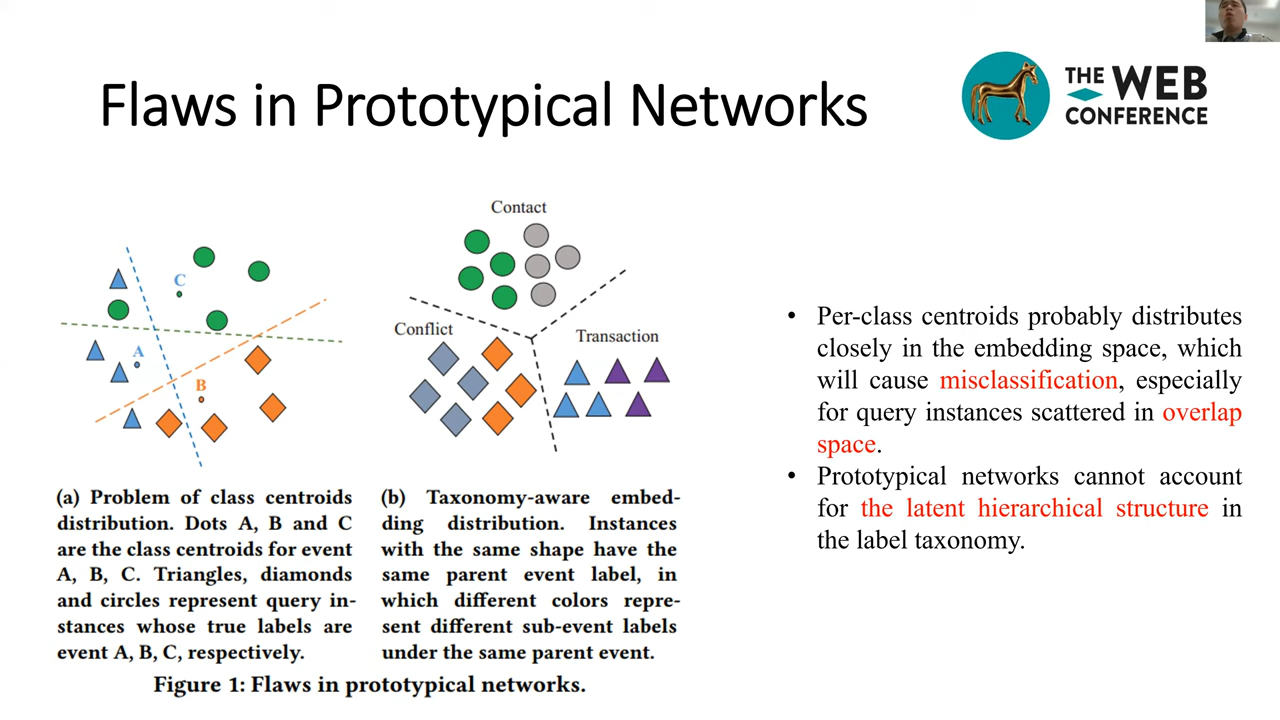 Flaws in Prototypical Networks
THE WEB
CONFERENCE
C
A
B
Contact
Conflict
Transaction
(a) Problem of class centroids
distribution. Dots A, B and C
are the class centroids for event
A, B, C. Triangles, diamonds
and circles represent query in-
stances whose true labels are
event A, B, C, respectively.
(b) Taxonomy-aware embed-
ding distribution. Instances
with the same shape have the
same parent event label, in
which different colors repre-
sent different sub-event labels
under the same parent event.
Figure 1: Flaws in prototypical networks.
• Per-class centroids probably distributes
closely in the embedding space, which
will cause misclassification, especially
for query instances scattered in overlap
space.
• Prototypical networks cannot account
for the latent hierarchical structure in
the label taxonomy.